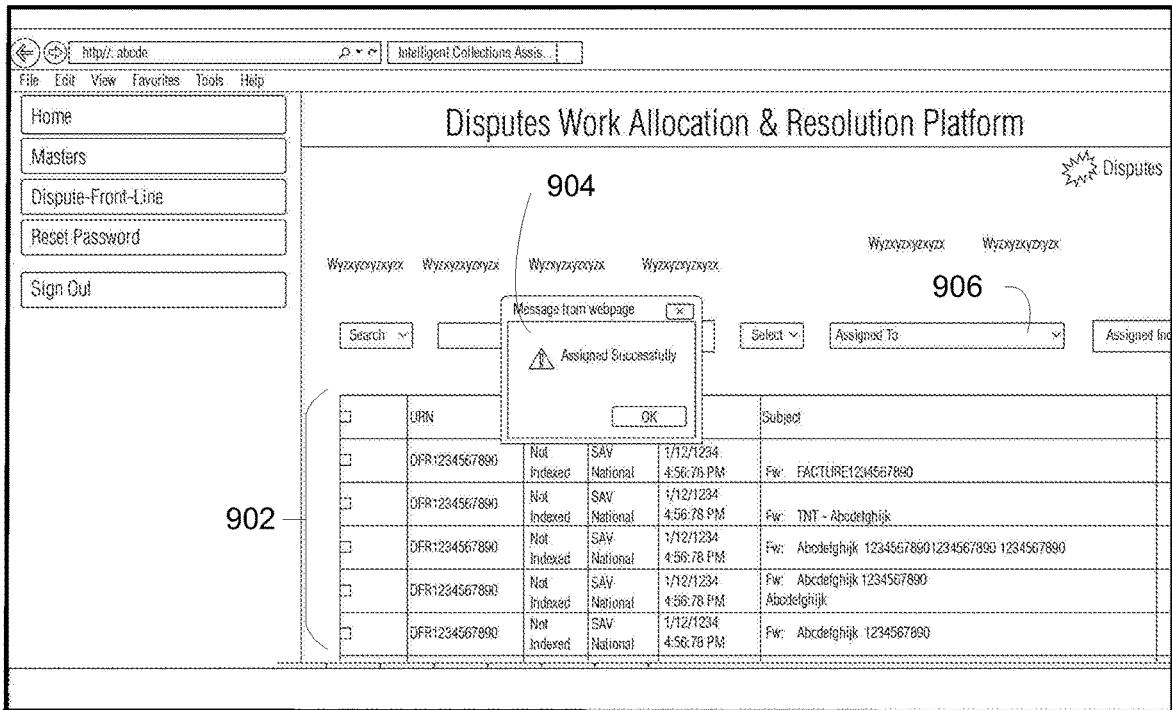 http//: abcde
Intelligent Collections Assis...
File Edit View Favorites Tools Help
Home
Masters
Dispute-Front-Line
Reset Password
Sign Out
Disputes Work Allocation & Resolution Platform
Disputes
904
Wyzxyzxyzxyzx Wyzxyzxyzxyzx
Wyzxyzxyzxyzx Wyzxyzxyzxyzx Wyzxyzxyzxyzx Wyzxyzxyzxyzx
906
Message from webpage
Assigned Successfully
OK
Search
Select
Assigned To
902
URN
Subject
DFR1234567890 Not Indexed SAV National 1/12/1234 4:56:78 PM Fw: FACTURE1234567890
DFR1234567890 Not Indexed SAV National 1/12/1234 4:56:78 PM Fw: TNT - Abcdefghijk
DFR1234567890 Not Indexed SAV National 1/12/1234 4:56:78 PM Fw: Abcdefghijk 12345678901234567890 1234567890
DFR1234567890 Not Indexed SAV National 1/12/1234 4:56:78 PM Fw: Abcdefghijk 1234567890
Abcdefghijk
DFR1234567890 Not Indexed SAV National 1/12/1234 4:56:78 PM Fw: Abcdefghijk 1234567890